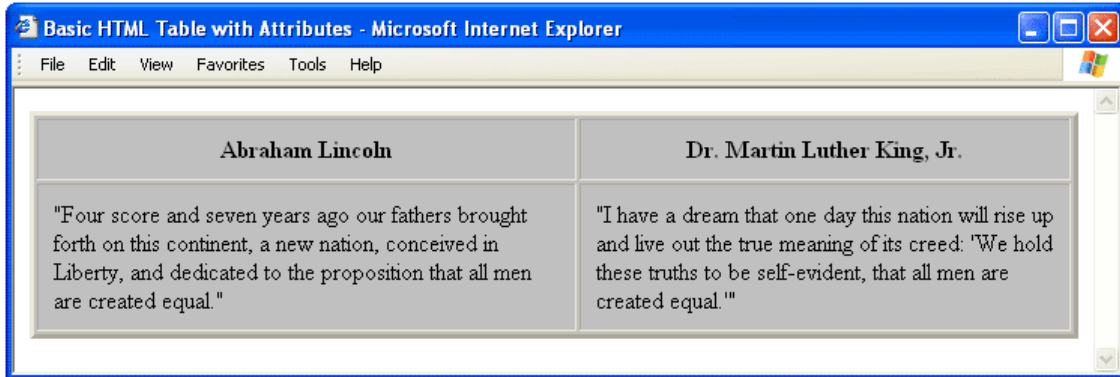 Basic HTML Table with Attributes - Microsoft Internet Explorer
File Edit View Favorites Tools Help
Abraham Lincoln
Dr. Martin Luther King, Jr.
"Four score and seven years ago our fathers brought
forth on this continent, a new nation, conceived in
Liberty, and dedicated to the proposition that all men
are created equal."
"I have a dream that one day this nation will rise up
and live out the true meaning of its creed: 'We hold
these truths to be self-evident, that all men are
created equal.'"